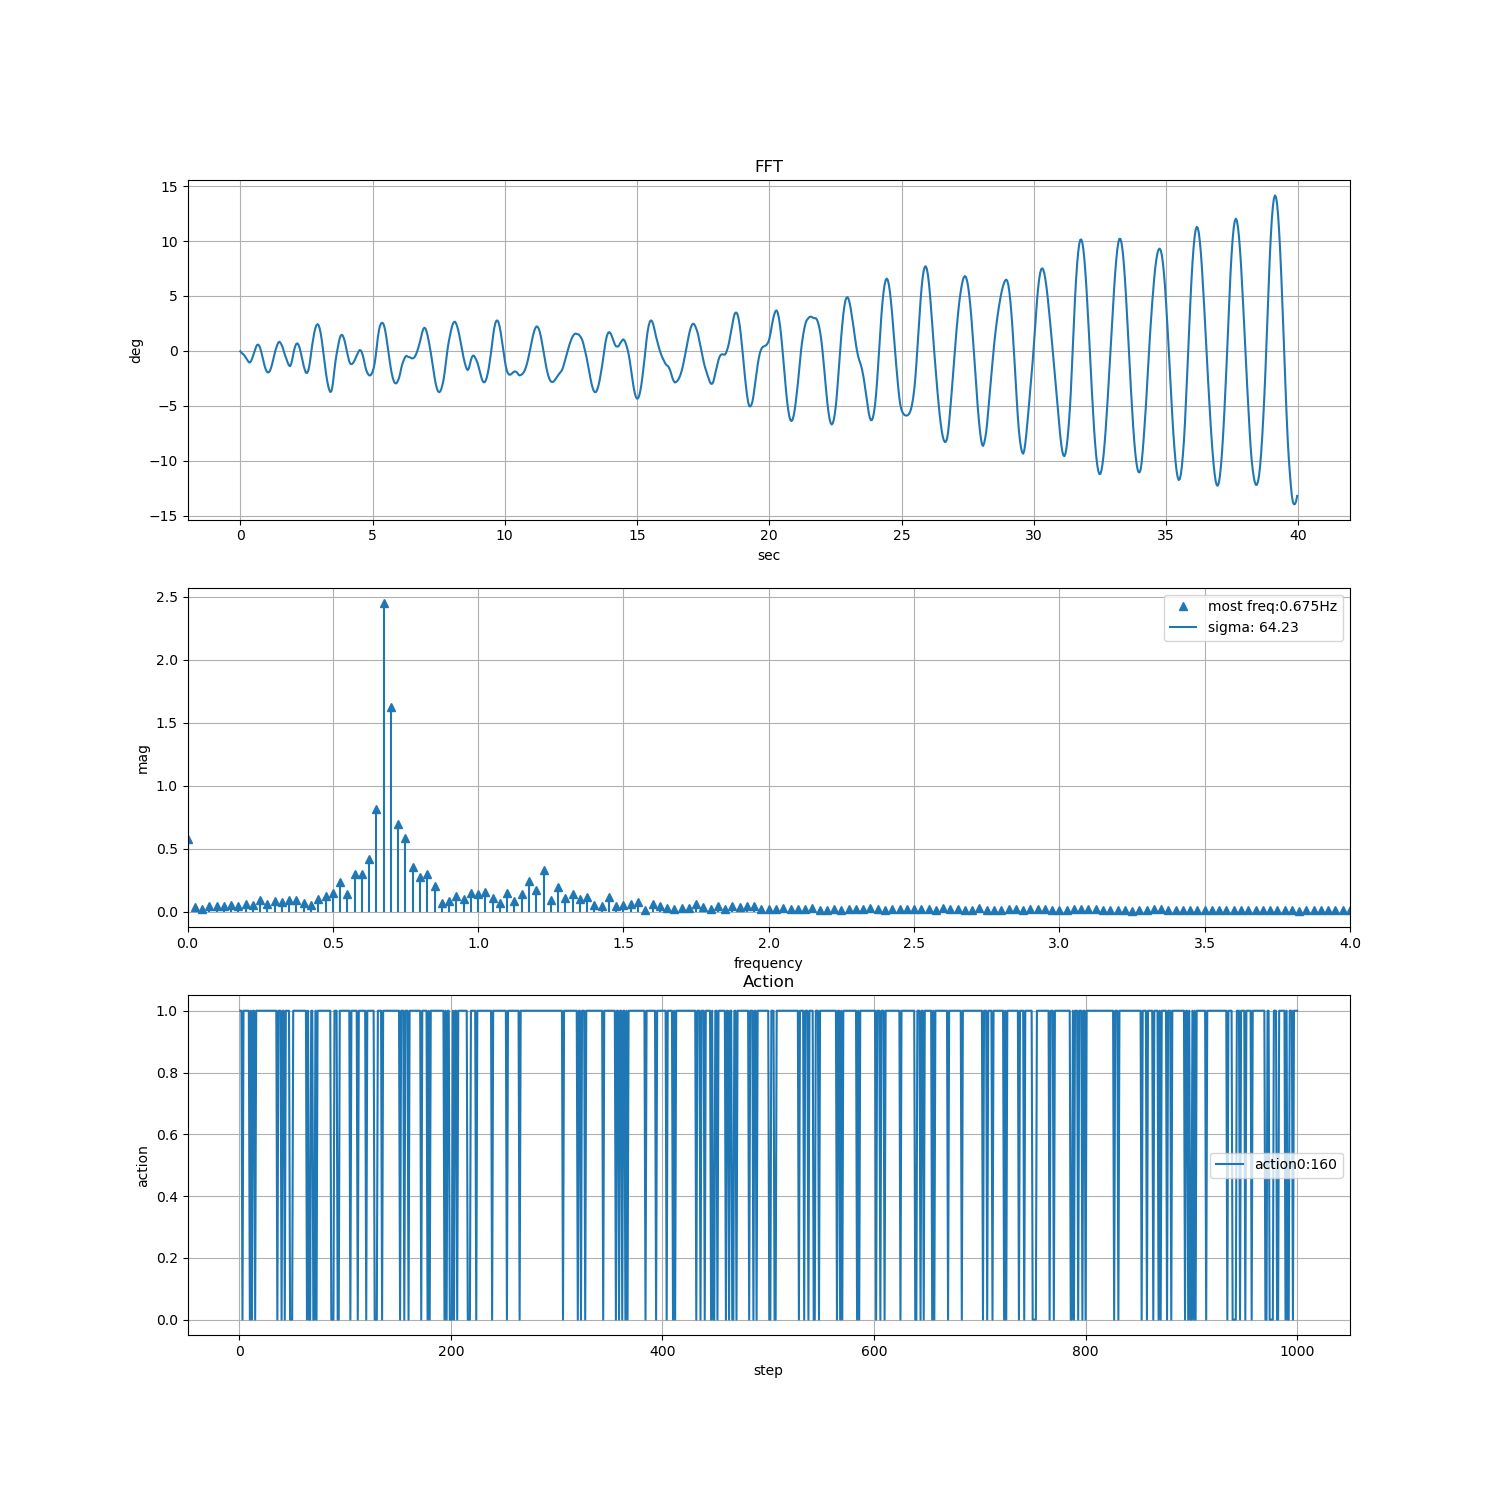 FFT
15
10
5
0
−5
−10
−15
deg
0 5 10 15 20 25 30 35 40
sec
2.5
2.0
1.5
1.0
0.5
0.0
mag
most freq:0.675Hz
sigma: 64.23
0.0 0.5 1.0 1.5 2.0 2.5 3.0 3.5 4.0
frequency
Action
1.0
0.8
0.6
0.4
0.2
0.0
action
action0:160
0 200 400 600 800 1000
step